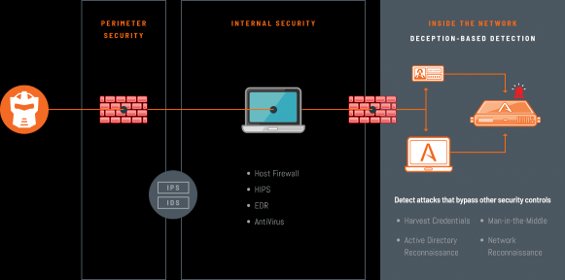 PERIMETER
SECURITY
INTERNAL SECURITY
INSIDE THE NETWORK
DECEPTION-BASED DETECTION
IPS
IDS
• Host Firewall
• HIPS
• EDR
• AntiVirus
Detect attacks that bypass other security controls
• Harvest Credentials
• Man-in-the-Middle
• Active Directory
Reconnaissance
• Network
Reconnaissance